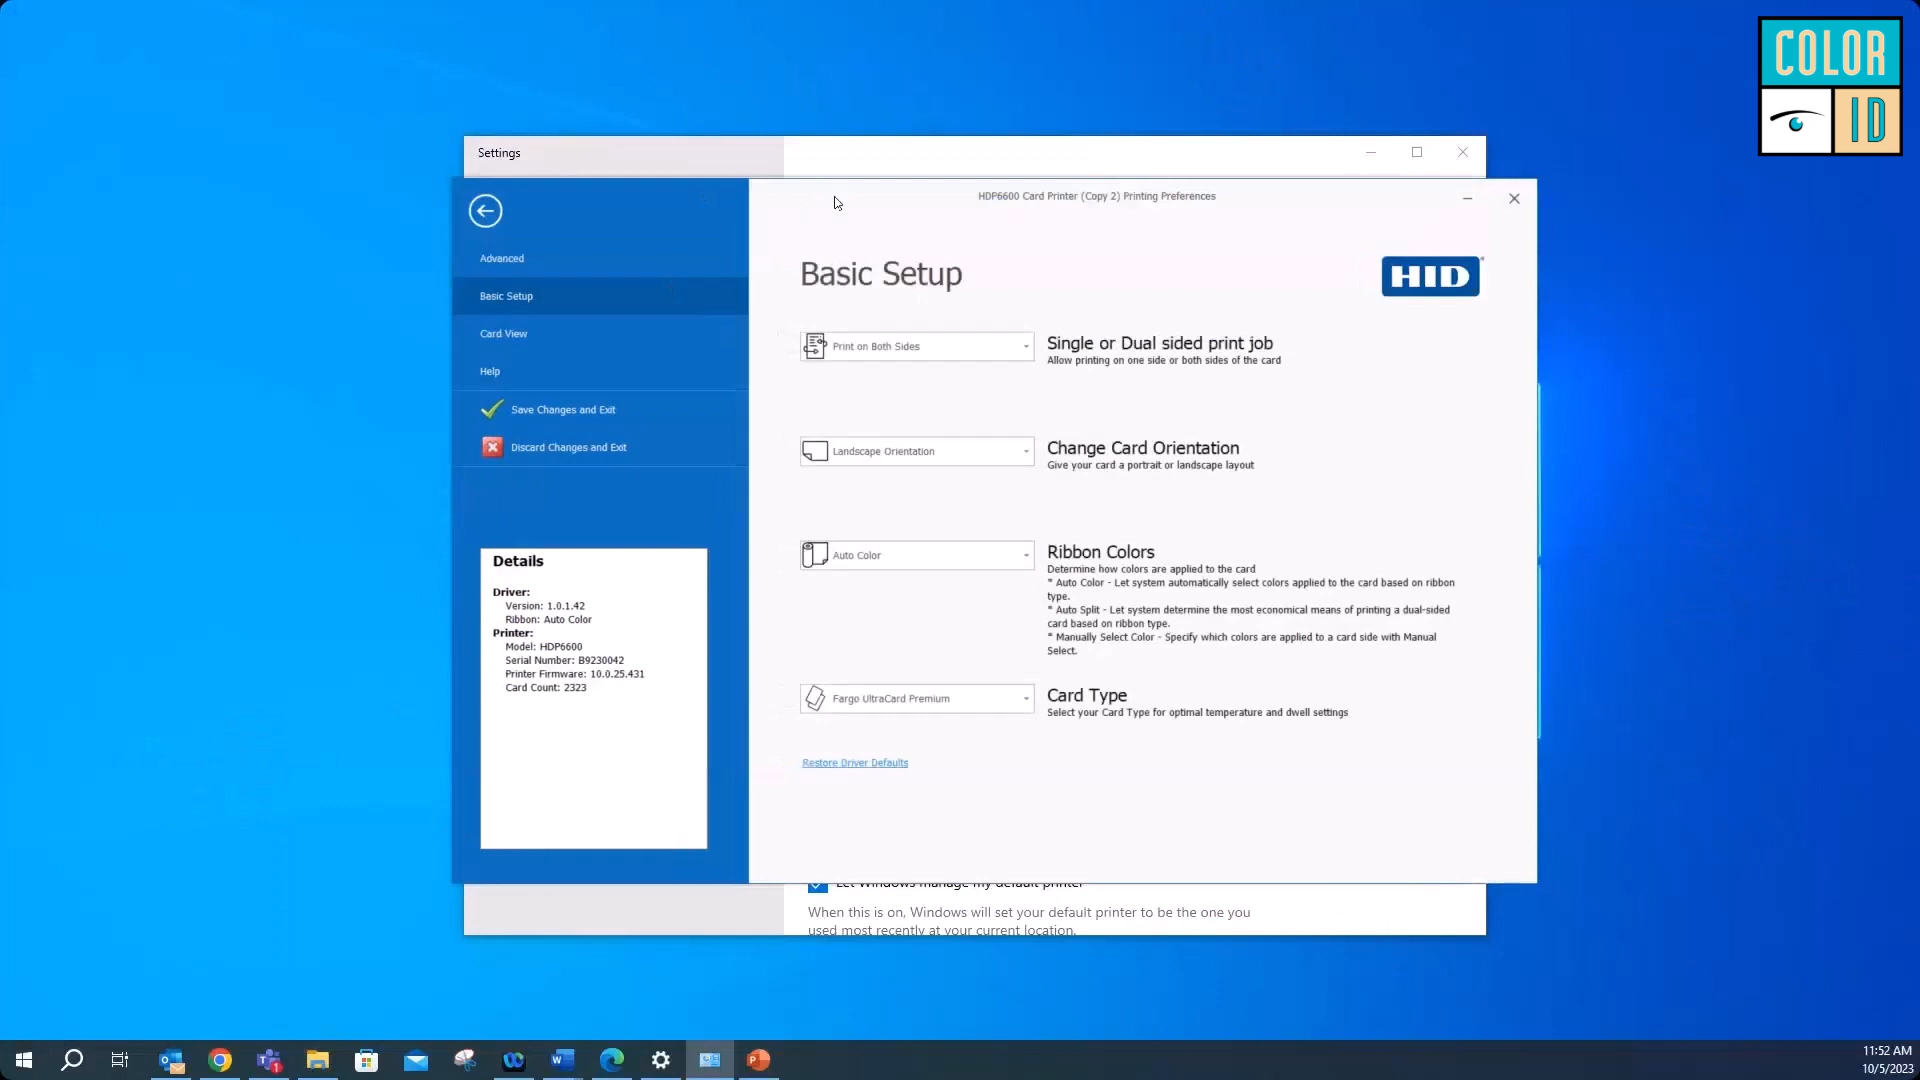 COLOR
ID
Settings
HDP6600 Card Printer (Copy 2) Printing Preferences
Advanced
Basic Setup
Card View
Help
Save Changes and Exit
Discard Changes and Exit
Details
Driver:
Version: 1.0.1.42
Ribbon: Auto Color
Printer:
Model: HDP6600
Serial Number: B9230042
Printer Firmware: 10.0.25.431
Card Count: 2323
Basic Setup
HID
Print on Both Sides
Single or Dual sided print job
Allow printing on one side or both sides of the card
Landscape Orientation
Change Card Orientation
Give your card a portrait or landscape layout
Auto Color
Ribbon Colors
Determine how colors are applied to the card
* Auto Color - Let system automatically select colors applied to the card based on ribbon
type.
* Auto Split - Let system determine the most economical means of printing a dual-sided
card based on ribbon type.
* Manually Select Color - Specify which colors are applied to a card side with Manual
Select.
Fargo UltraCard Premium
Card Type
Select your Card Type for optimal temperature and dwell settings
Restore Driver Defaults
Let Windows manage my default printer
When this is on, Windows will set your default printer to be the one you
used most recently at your current location.
11:52 AM
10/5/2023